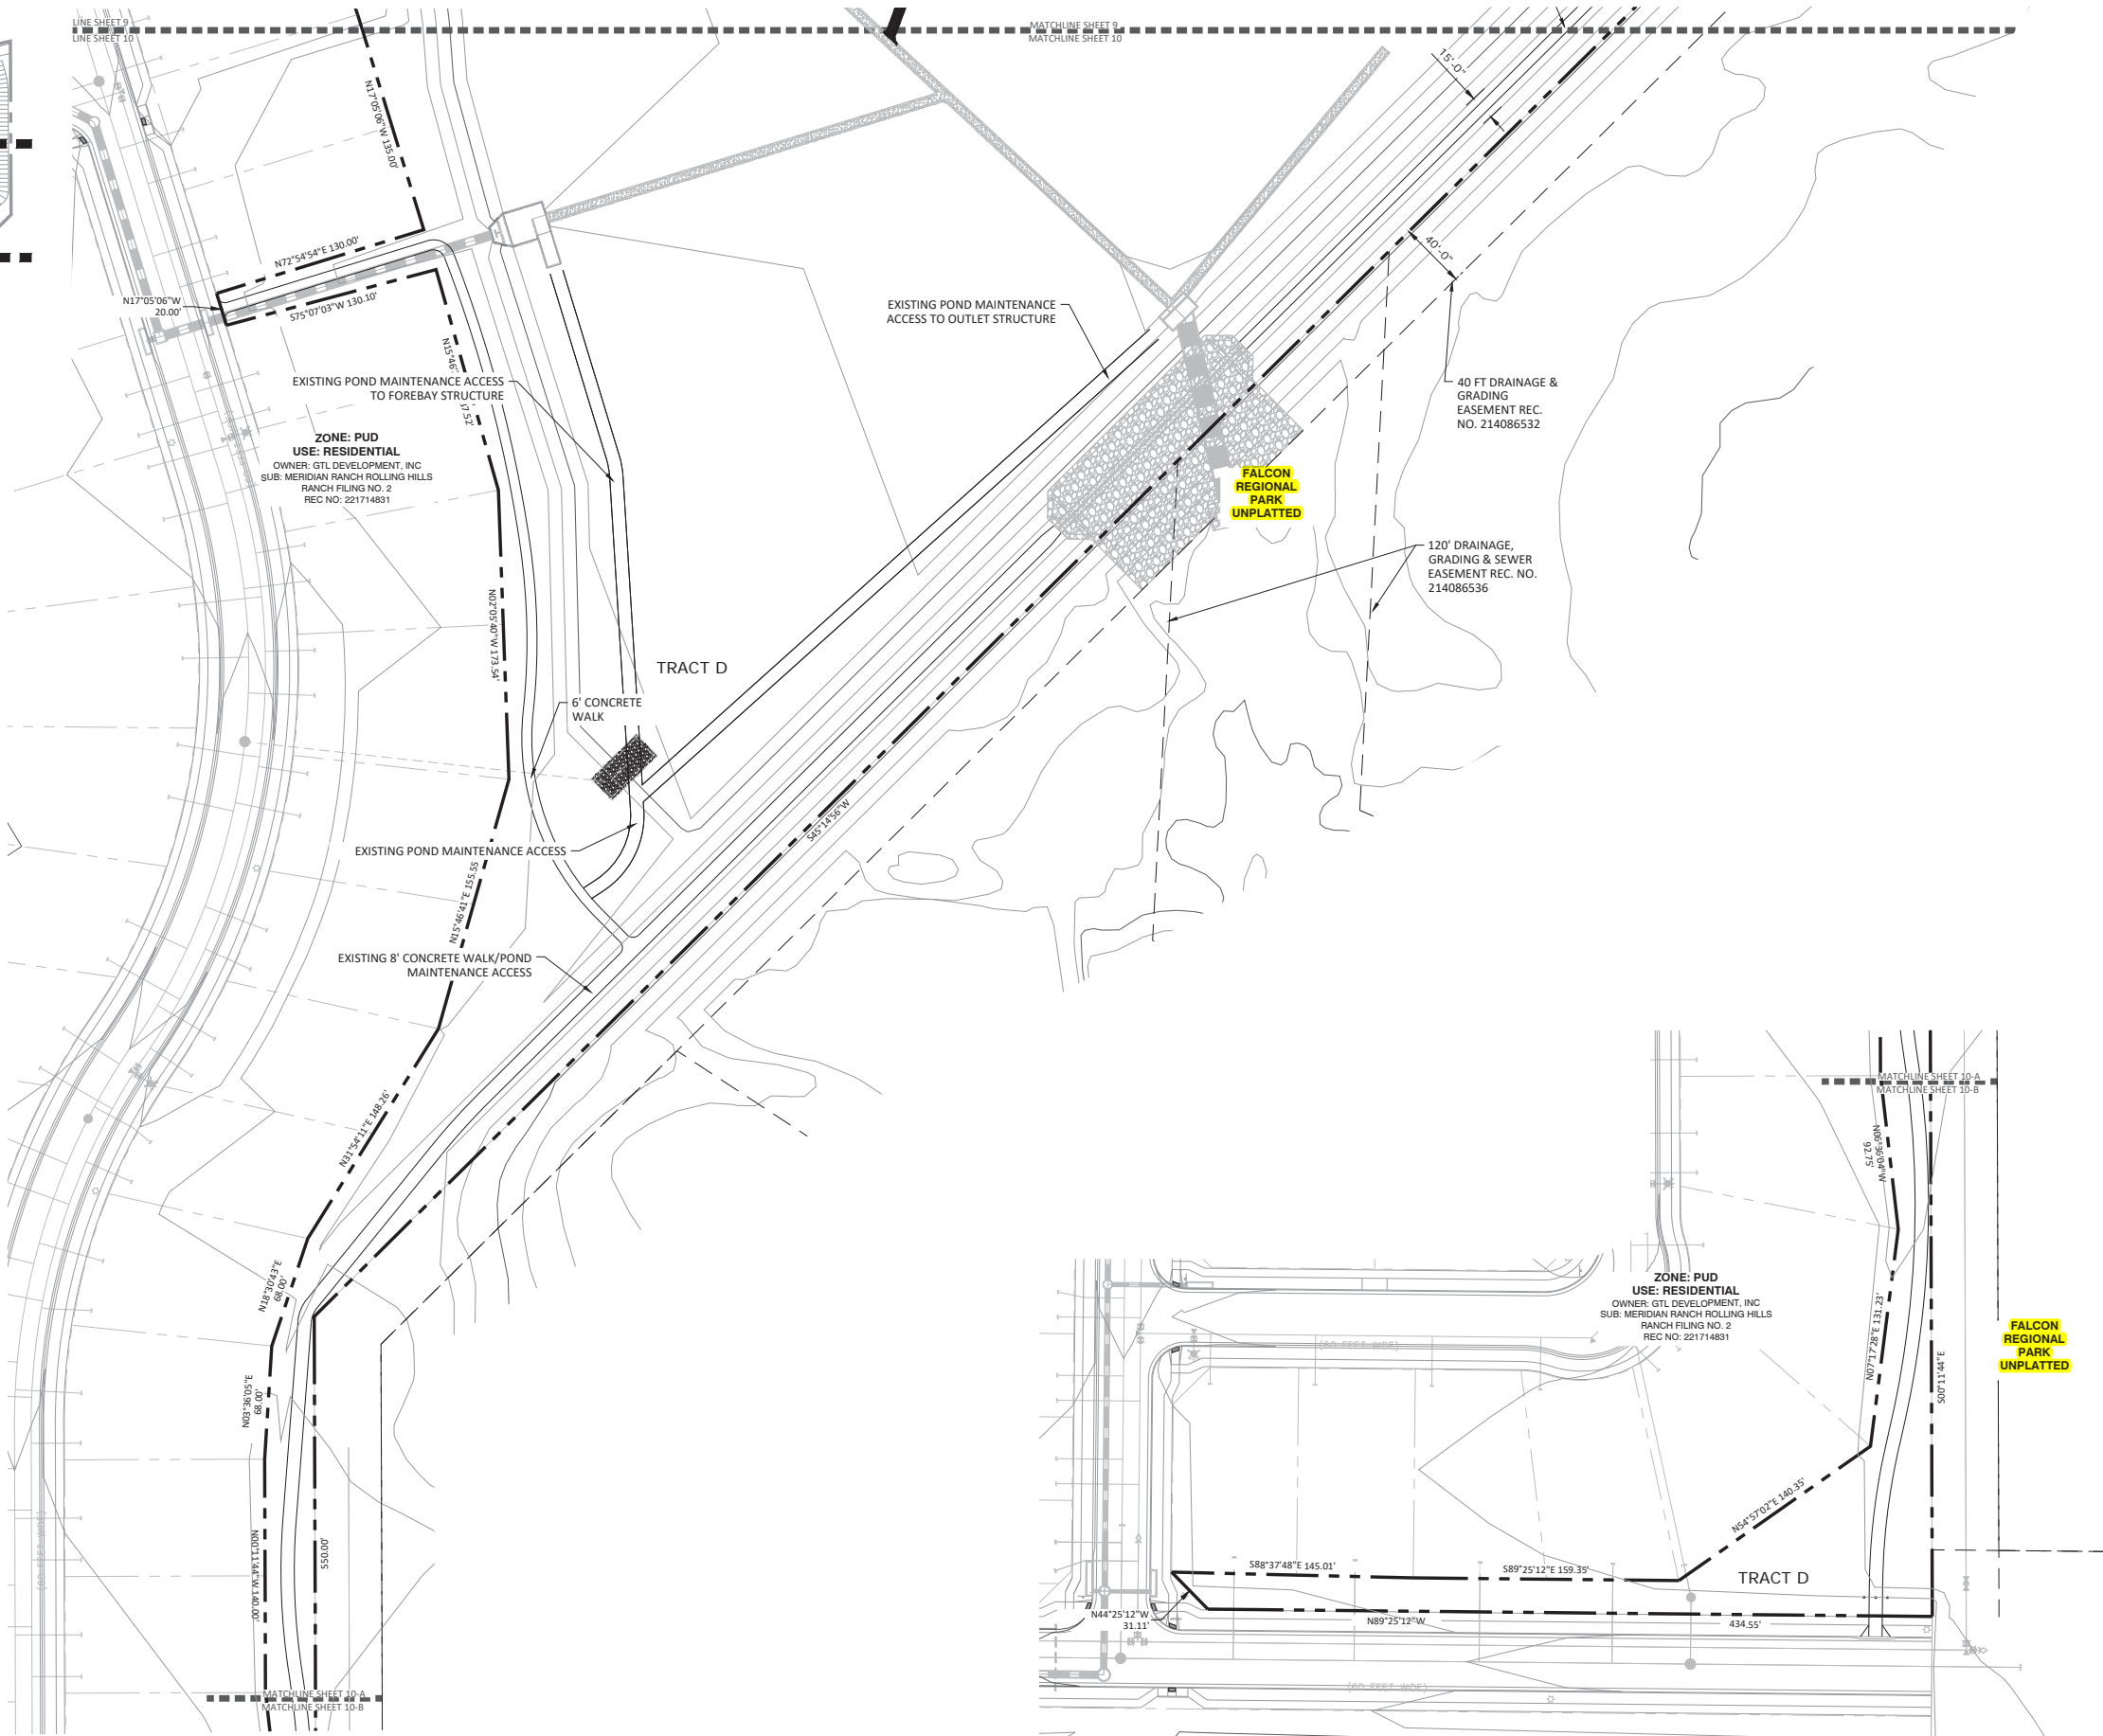 LINE SHEET 9
LINE SHEET 10
MATCHLINE SHEET 9
MATCHLINE SHEET 10
15'-0"
N17°05'06"W 135.00'
N72°54'54"E 130.00'
N17°05'06"W
20.00'
S75°07'03"W 130.10'
N15°46'
7.52'
40'-0"
EXISTING POND MAINTENANCE
ACCESS TO OUTLET STRUCTURE
EXISTING POND MAINTENANCE ACCESS
TO FOREBAY STRUCTURE
40 FT DRAINAGE &
GRADING
EASEMENT REC.
NO. 214086532
ZONE: PUD
USE: RESIDENTIAL
OWNER: GTL DEVELOPMENT, INC
SUB: MERIDIAN RANCH ROLLING HILLS
RANCH FILING NO. 2
REC NO: 221714831
FALCON
REGIONAL
PARK
UNPLATTED
120' DRAINAGE,
GRADING & SEWER
EASEMENT REC. NO.
214086536
N02°05'40"W 173.54'
TRACT D
6' CONCRETE
WALK
S45°14'56"W
EXISTING POND MAINTENANCE ACCESS
N15°46'41"E 155.55'
EXISTING 8' CONCRETE WALK/POND
MAINTENANCE ACCESS
N31°54'11"E 148.26'
N18°30'43"E
68.00'
N03°36'05"E
68.00'
N00°11'44"W 140.00'
550.00'
MATCHLINE SHEET 10-A
MATCHLINE SHEET 10-B
MATCHLINE SHEET 10-A
MATCHLINE SHEET 10-B
N06°36'04"W
92.75'
ZONE: PUD
USE: RESIDENTIAL
OWNER: GTL DEVELOPMENT, INC
SUB: MERIDIAN RANCH ROLLING HILLS
RANCH FILING NO. 2
REC NO: 221714831
(60 FEET WIDE)
N07°17'28"E 131.23'
S00°11'44"E
FALCON
REGIONAL
PARK
UNPLATTED
N54°57'02"E 140.35'
S88°37'48"E 145.01'
S89°25'12"E 159.35'
TRACT D
N44°25'12"W
31.11'
N89°25'12"W
434.55'
(60 FEET WIDE)